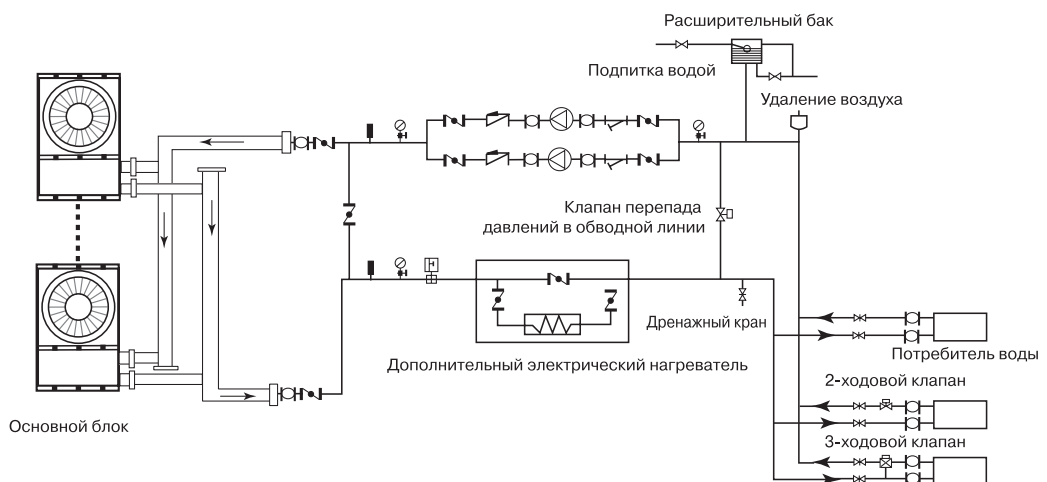 Расширительный бак
Подпитка водой
Удаление воздуха
Клапан перепада
давлений в обводной линии
Дренажный кран
Дополнительный электрический нагреватель
Потребитель воды
2-ходовой клапан
Основной блок
3-ходовой клапан